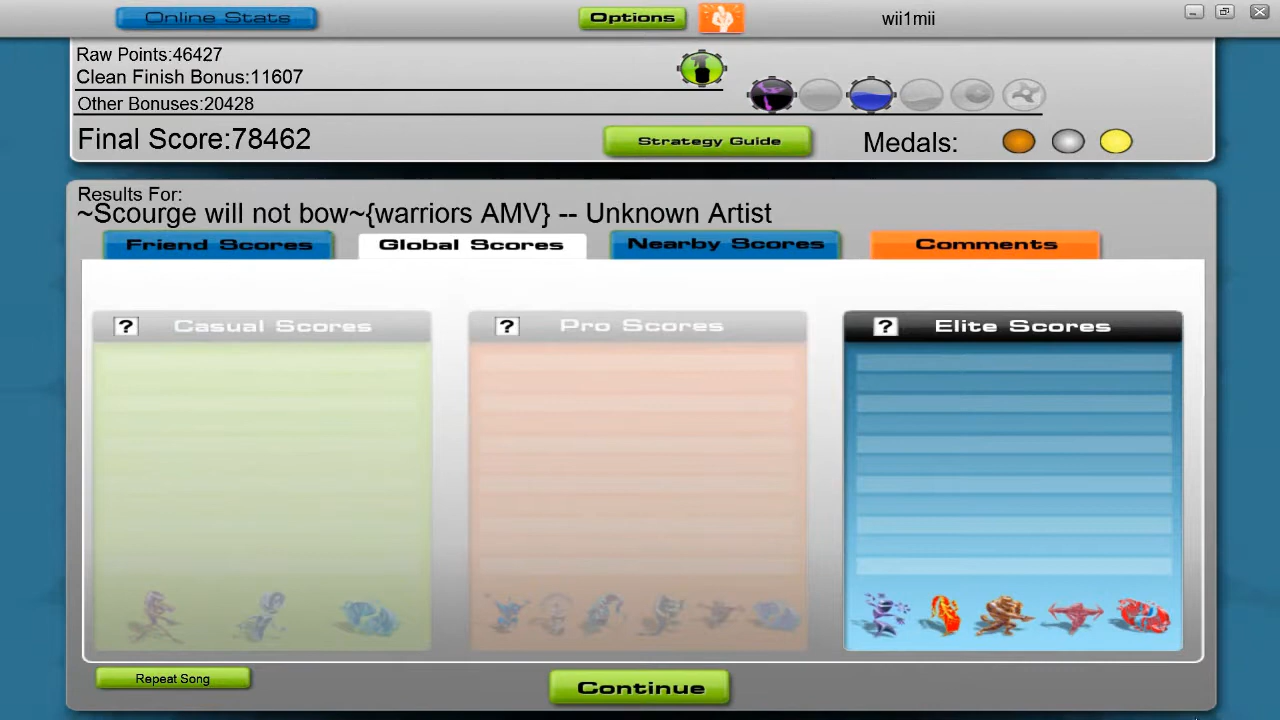 Online Stats
Options
wii1mii
Raw Points:46427
Clean Finish Bonus:11607
Other Bonuses:20428
Final Score:78462
Strategy Guide
Medals:
Results For:
~Scourge will not bow~{warriors AMV} -- Unknown Artist
Friend Scores
Global Scores
Nearby Scores
Comments
? Casual Scores
? Pro Scores
? Elite Scores
Repeat Song
Continue